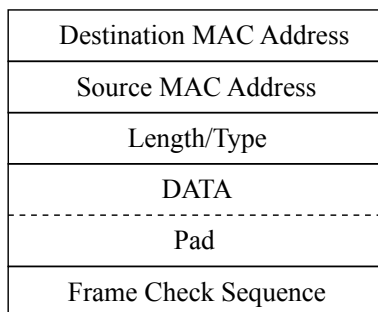 Destination MAC Address
Source MAC Address
Length/Type
DATA
Pad
Frame Check Sequence